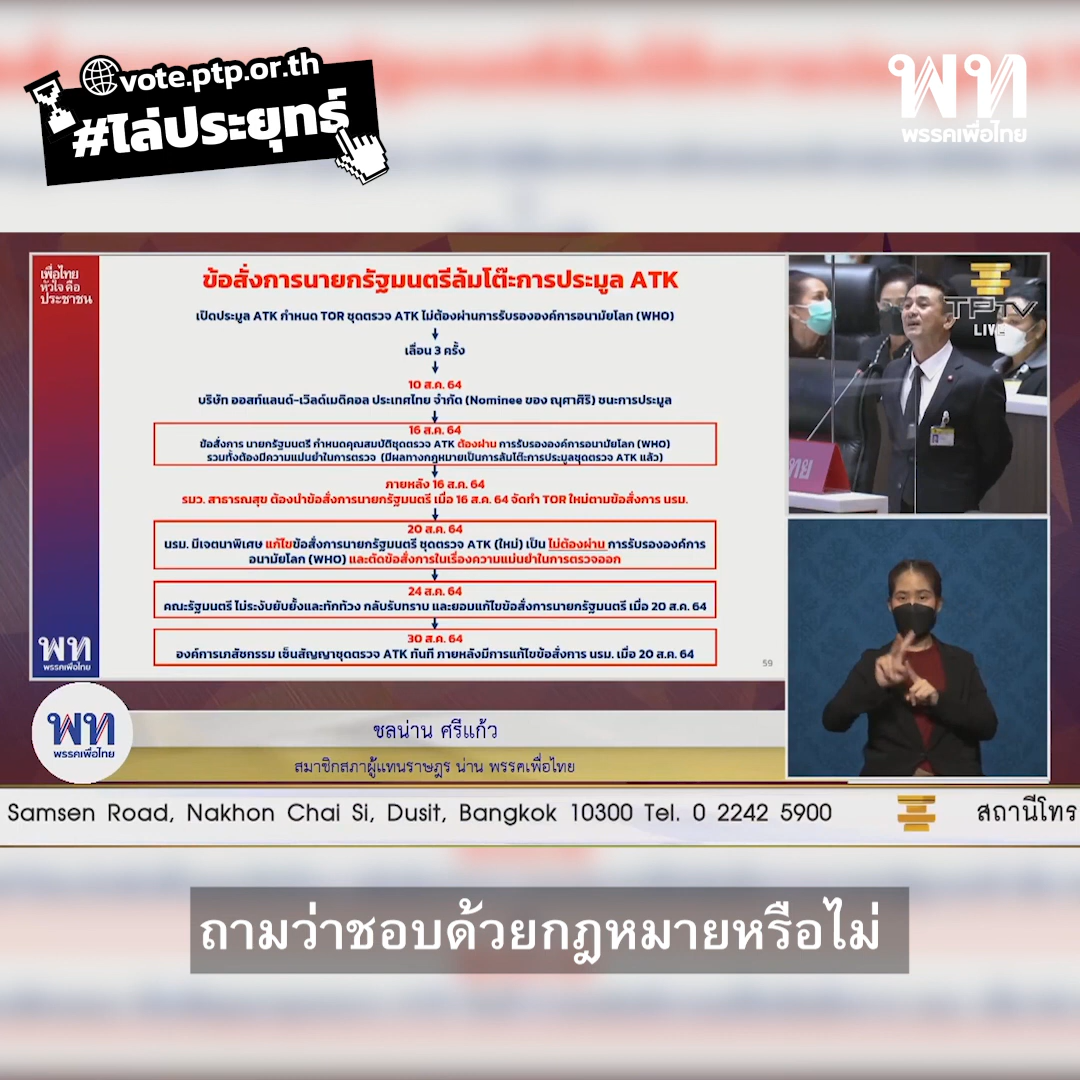 vote.ptp.or.th
#ไล่ประยุทธ์
พท
พรรคเพื่อไทย
เพื่อไทย
หัวใจ คือ
ประชาชน
ข้อสั่งการนายกรัฐมนตรีล้มโต๊ะการประมูล ATK
เปิดประมูล ATK กำหนด TOR ชุดตรวจ ATK ไม่ต้องผ่านการรับรององค์การอนามัยโลก (WHO)
เลื่อน 3 ครั้ง
10 ส.ค. 64
บริษัท ออสท์แลนด์-เวิลด์เมดิคอล ประเทศไทย จำกัด (Nominee ของ ณุศาศิริ) ชนะการประมูล
16 ส.ค. 64
ข้อสั่งการ นายกรัฐมนตรี กำหนดคุณสมบัติชุดตรวจ ATK ต้องผ่าน การรับรององค์การอนามัยโลก (WHO)
รวมทั้งต้องมีความแม่นยำในการตรวจ (มีผลทางกฎหมายเป็นการล้มโต๊ะการประมูลชุดตรวจ ATK แล้ว)
ภายหลัง 16 ส.ค. 64
รมว. สาธารณสุข ต้องนำข้อสั่งการนายกรัฐมนตรี เมื่อ 16 ส.ค. 64 จัดทำ TOR ใหม่ตามข้อสั่งการ นรม.
20 ส.ค. 64
นรม. มีเจตนาพิเศษ แก้ไขข้อสั่งการนายกรัฐมนตรี ชุดตรวจ ATK (ใหม่) เป็น ไม่ต้องผ่าน การรับรององค์การ
อนามัยโลก (WHO) และตัดข้อสั่งการในเรื่องความแม่นยำในการตรวจออก
24 ส.ค. 64
คณะรัฐมนตรี ไม่ระงับยับยั้งและทักท้วง กลับรับทราบ และยอมแก้ไขข้อสั่งการนายกรัฐมนตรี เมื่อ 20 ส.ค. 64
30 ส.ค. 64
องค์การเภสัชกรรม เซ็นสัญญาชุดตรวจ ATK ทันที ภายหลังมีการแก้ไขข้อสั่งการ นรม. เมื่อ 20 ส.ค. 64
59
พท
พรรคเพื่อไทย
TPTV
LIVE
ไทย
พท
พรรคเพื่อไทย
ชลน่าน ศรีแก้ว
สมาชิกสภาผู้แทนราษฎร น่าน พรรคเพื่อไทย
Samsen Road, Nakhon Chai Si, Dusit, Bangkok 10300 Tel. 0 2242 5900
สถานีโทร
ถามว่าชอบด้วยกฎหมายหรือไม่